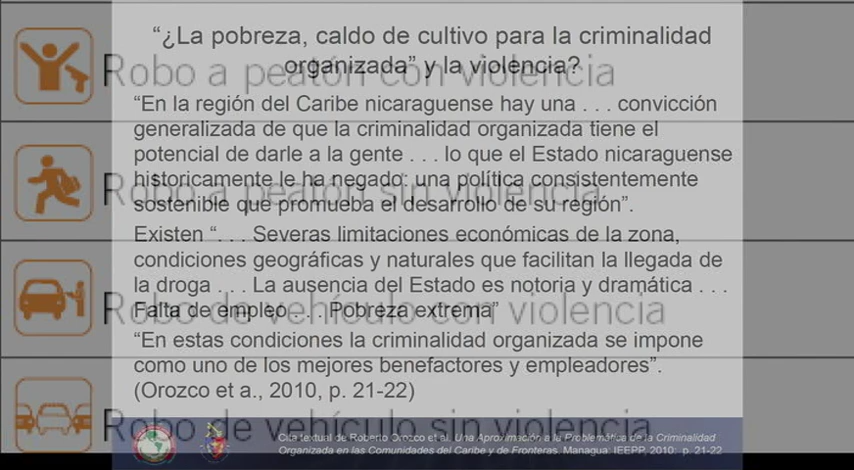 “¿La pobreza, caldo de cultivo para la criminalidad
organizada” y la violencia?
Robo a peatón con violencia
“En la región del Caribe nicaraguense hay una . . . convicción
generalizada de que la criminalidad organizada tiene el
potencial de darle a la gente . . . lo que el Estado nicaraguense
historicamente le ha negado: una política consistentemente
sostenible que promueba el desarrollo de su región”.
Robo a peatón sin violencia
Existen “. . . Severas limitaciones económicas de la zona,
condiciones geográficas y naturales que facilitan la llegada de
la droga . . . La ausencia del Estado es notoria y dramática . . .
Falta de empleo . . . Pobreza extrema”
Robo de vehículo con violencia
“En estas condiciones la criminalidad organizada se impone
como uno de los mejores benefactores y empleadores”.
(Orozco et a., 2010, p. 21-22)
Robo de vehículo sin violencia
Cita textual de Roberto Orozco et al. Una Aproximación a la Problemática de la Criminalidad
Organizada en las Comunidades del Caribe y de Fronteras. Managua: IEEPP, 2010: p. 21-22